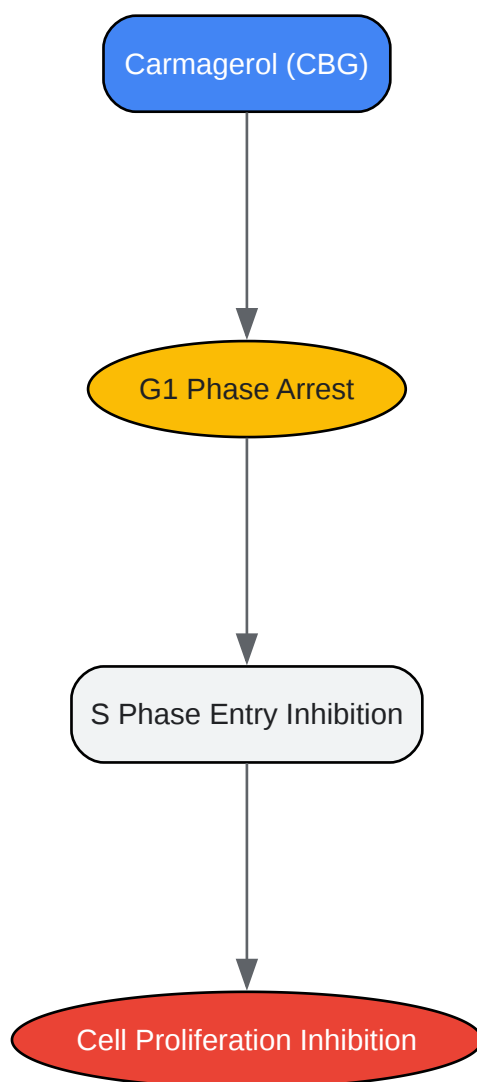 Carmagerol (CBG)
G1 Phase Arrest
S Phase Entry Inhibition
Cell Proliferation Inhibition